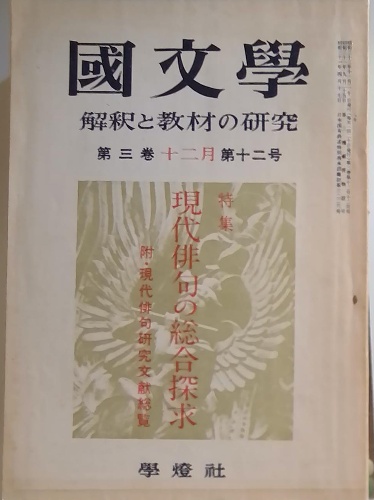 國文學
解釈と教材の研究
第三巻 十二月 第十二号
特集
現代俳句の総合探求
附・現代俳句研究文献総覧
學燈社